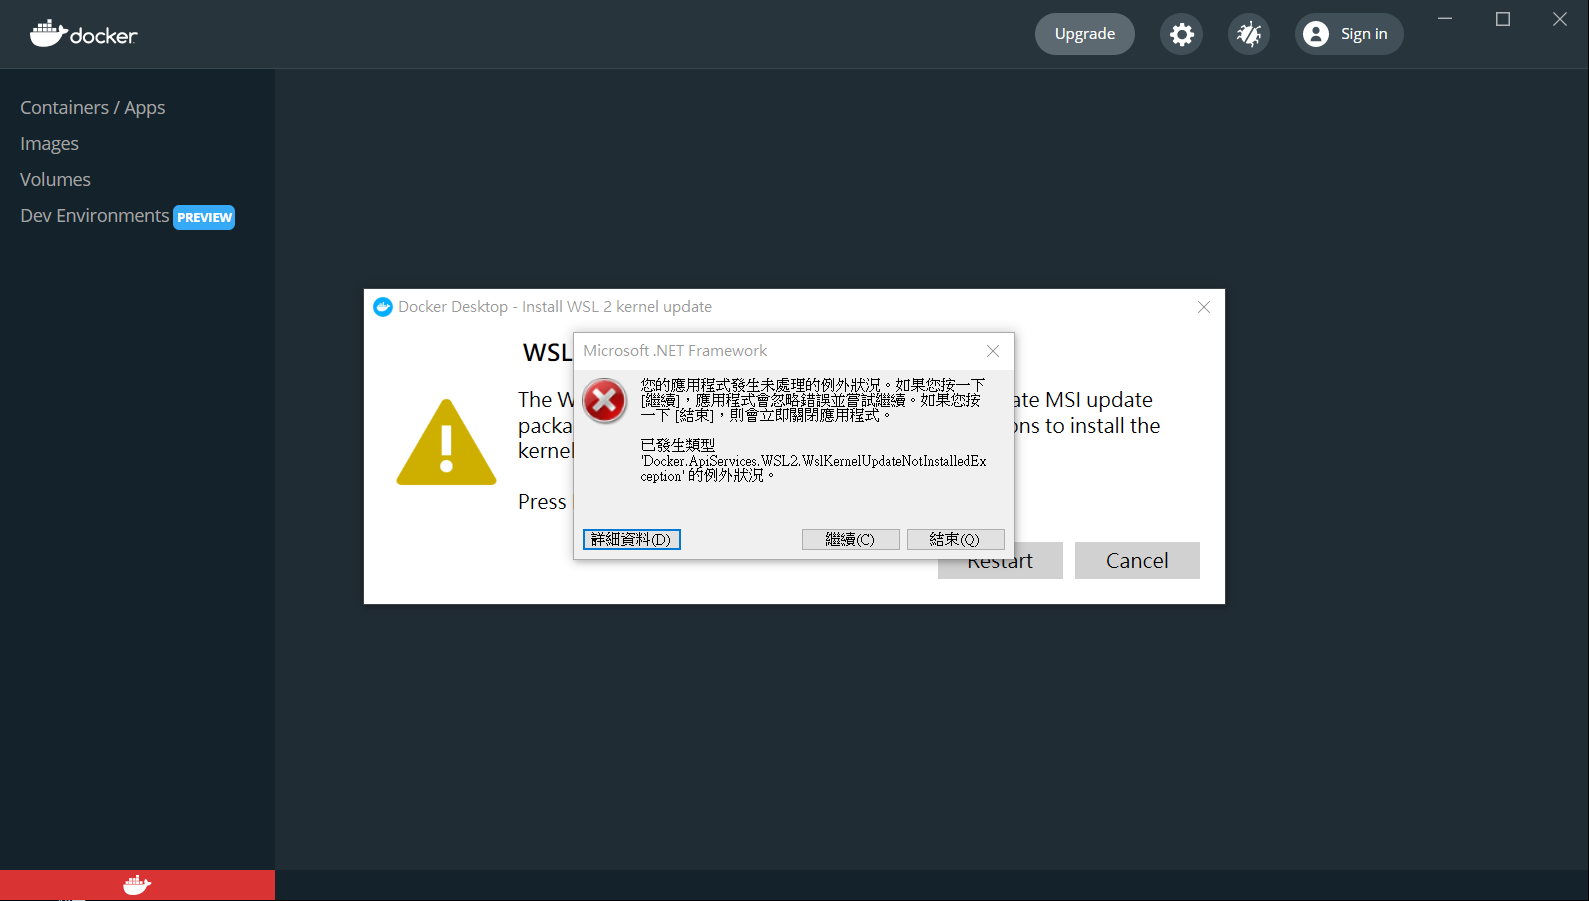 docker
Upgrade
Sign in
Containers / Apps
Images
Volumes
Dev Environments PREVIEW
Docker Desktop - Install WSL 2 kernel update
WSL
The W
ate MSI update
packa
ons to install the
kernel
Press
Restart
Cancel
Microsoft .NET Framework
您的應用程式發生未處理的例外狀況。如果您按一下
[繼續]，應用程式會忽略錯誤並嘗試繼續。如果您按
一下 [結束]，則會立即關閉應用程式。
已發生類型
'Docker.ApiServices.WSL2.WslKernelUpdateNotInstalledEx
ception' 的例外狀況。
詳細資料(D)
繼續(C)
結束(Q)